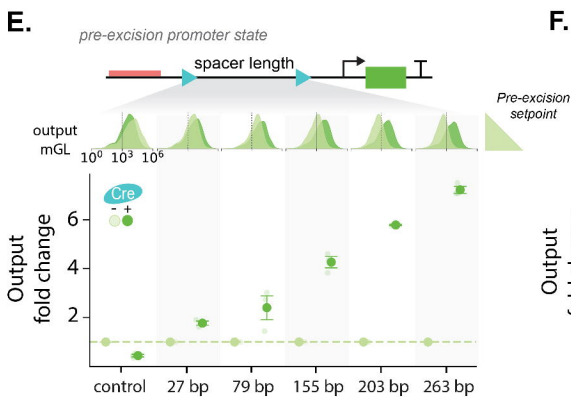 E.
F.
pre-excision promoter state
spacer length
Pre-excision
setpoint
output
mGL
10⁰ 10³ 10⁶
Cre
- +
Output
fold change
6
4
2
control 27 bp 79 bp 155 bp 203 bp 263 bp